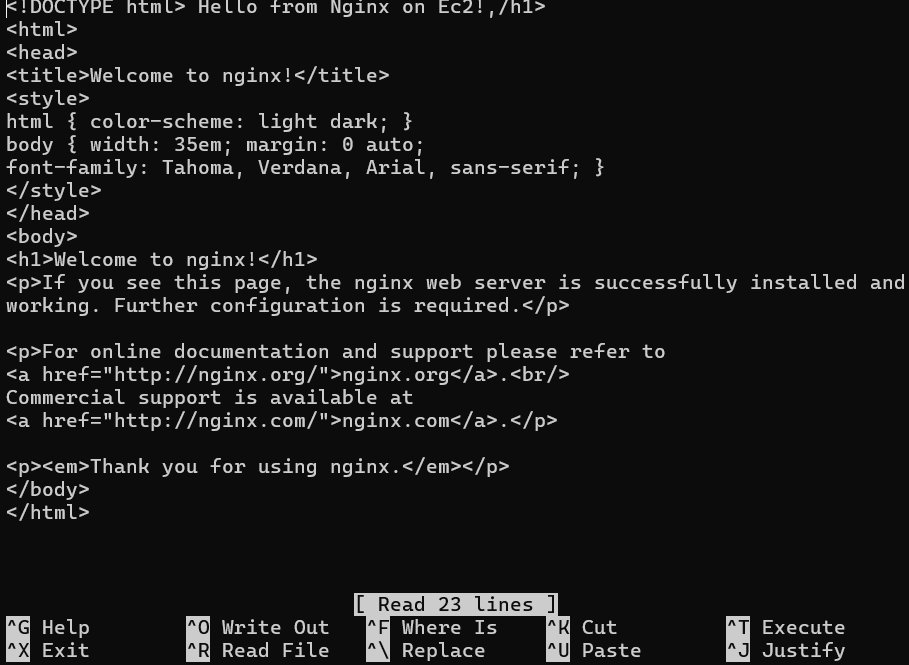 <!DOCTYPE html> Hello from Nginx on Ec2!,/h1>
<html>
<head>
<title>Welcome to nginx!</title>
<style>
html { color-scheme: light dark; }
body { width: 35em; margin: 0 auto;
font-family: Tahoma, Verdana, Arial, sans-serif; }
</style>
</head>
<body>
<h1>Welcome to nginx!</h1>
<p>If you see this page, the nginx web server is successfully installed and
working. Further configuration is required.</p>

<p>For online documentation and support please refer to
<a href="http://nginx.org/">nginx.org</a>.<br/>
Commercial support is available at
<a href="http://nginx.com/">nginx.com</a>.</p>

<p><em>Thank you for using nginx.</em></p>
</body>
</html>
[ Read 23 lines ]
^G Help ^O Write Out ^F Where Is ^K Cut ^T Execute
^X Exit ^R Read File ^\ Replace ^U Paste ^J Justify